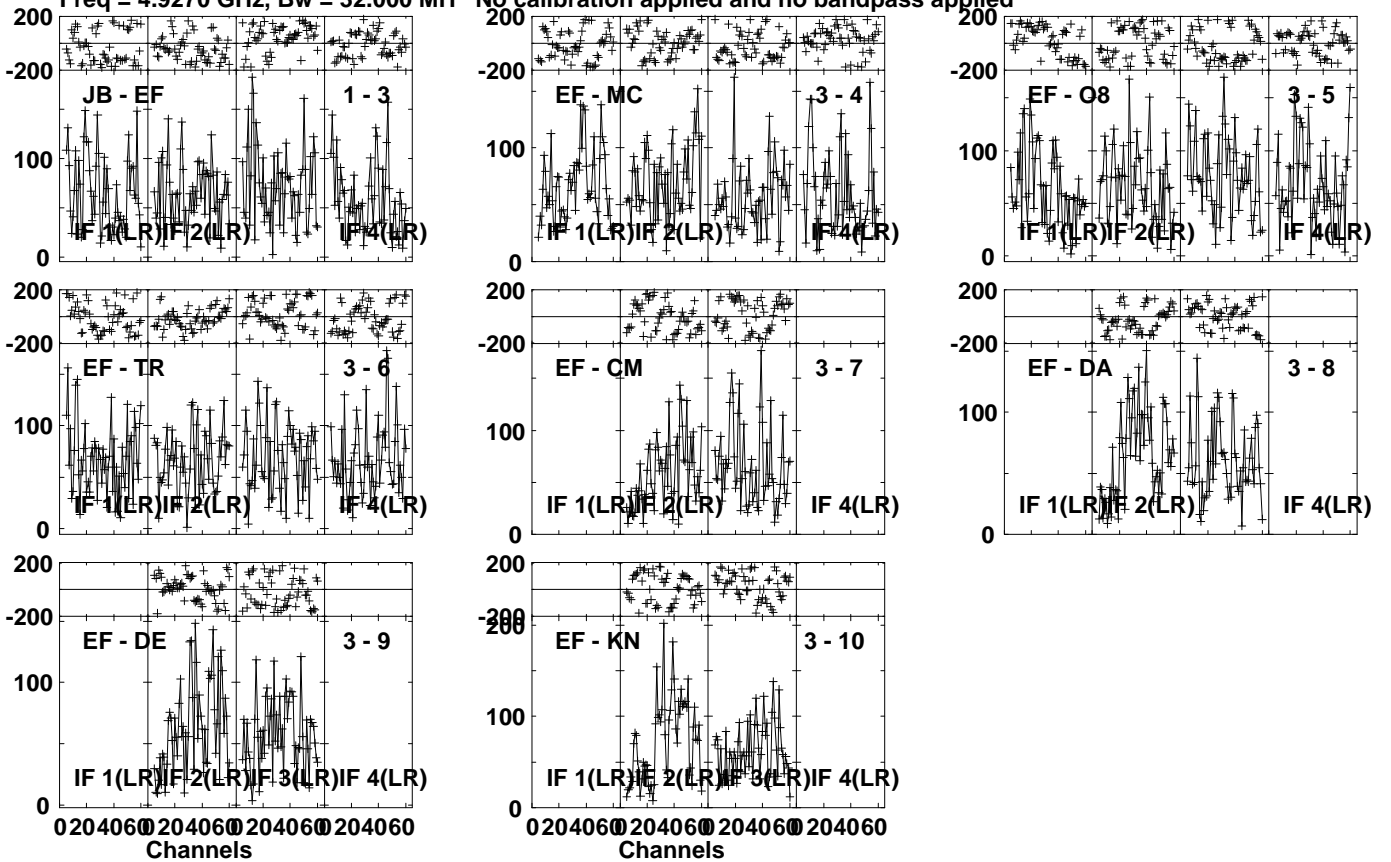 Freq = 4.9270 GHz, Bw = 32.000 MH No calibration applied and no bandpass applied
200
-200
JB - EF 1 - 3
100
IF 1(LR)IF 2(LR) IF 4(LR)
0
EF - MC 3 - 4
100
IF 1(LR)IF 2(LR) IF 4(LR)
0
200
-200
EF - O8 3 - 5
100
IF 1(LR)IF 2(LR) IF 4(LR)
0
200
-200
EF - TR 3 - 6
100
IF 1(LR)IF 2(LR) IF 4(LR)
0
200
-200
EF - CM 3 - 7
100
IF 1(LR)IF 2(LR) IF 4(LR)
0
200
-200
EF - DA 3 - 8
100
IF 1(LR)IF 2(LR) IF 4(LR)
0
200
-200
EF - DE 3 - 9
100
IF 1(LR)IF 2(LR)IF 3(LR)IF 4(LR)
0
0204060 0204060 0204060 0204060
Channels
200
-200
200
EF - KN 3 - 10
100
IF 1(LR)IF 2(LR)IF 3(LR)IF 4(LR)
0
0204060 0204060 0204060 0204060
Channels